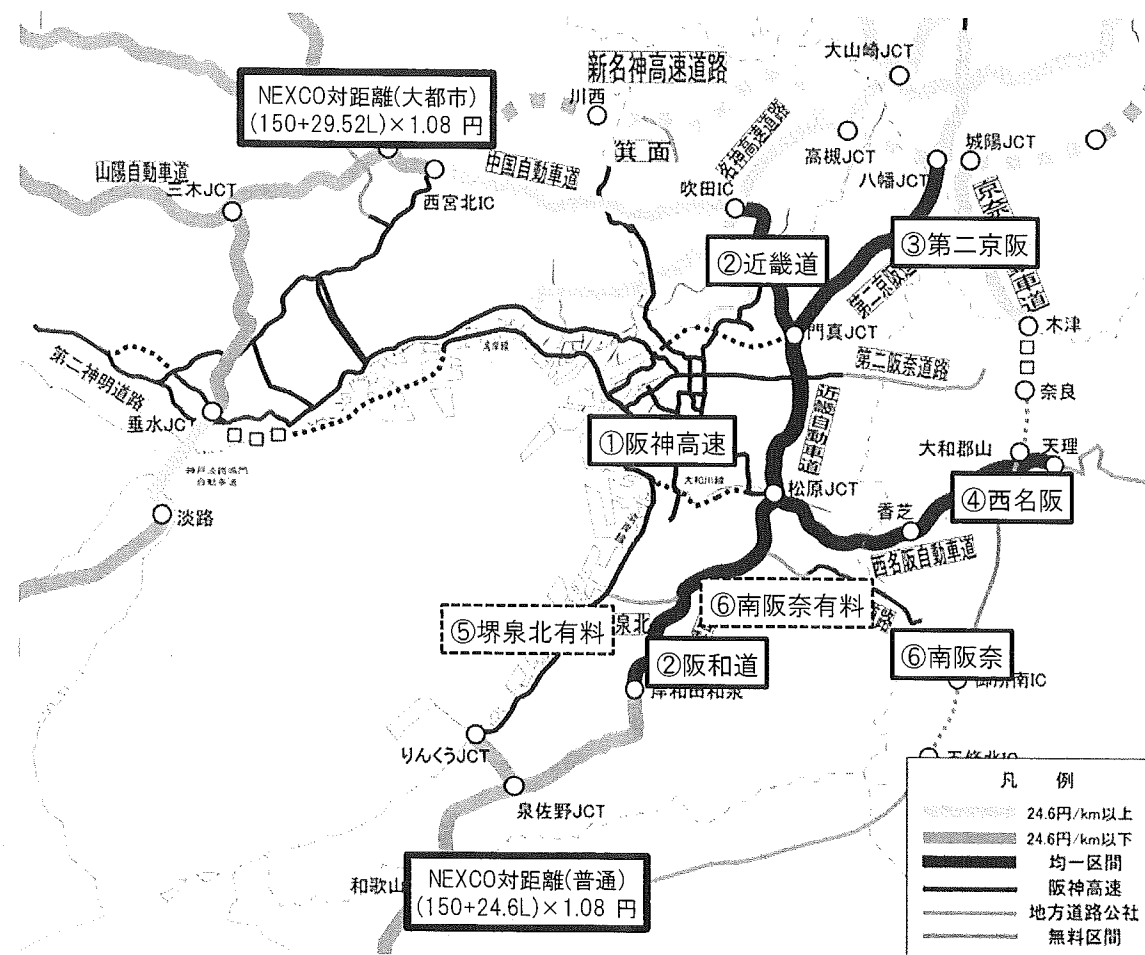 大山崎JCT
新名神高速道路
NEXCO対距離(大都市)
(150+29.52L)×1.08 円
川西
名神高速道路
高槻JCT
城陽JCT
八幡JCT
箕面
中国自動車道
山陽自動車道
三木JCT
西宮北IC
吹田IC
③第二京阪
②近畿道
門真JCT
木津
第二阪奈道路
奈良
第二神明道路
垂水JCT
近畿自動車道
①阪神高速
大和郡山
天理
大和川線
松原JCT
④西名阪
香芝
西名阪自動車道
淡路
⑥南阪奈有料
⑤堺泉北有料
泉北
⑥南阪奈
②阪和道
岸和田和泉
御所南IC
りんくうJCT
五條北IC
泉佐野JCT
和歌山
NEXCO対距離(普通)
(150+24.6L)×1.08 円
凡 例
24.6円/km以上
24.6円/km以下
均一区間
阪神高速
地方道路公社
無料区間